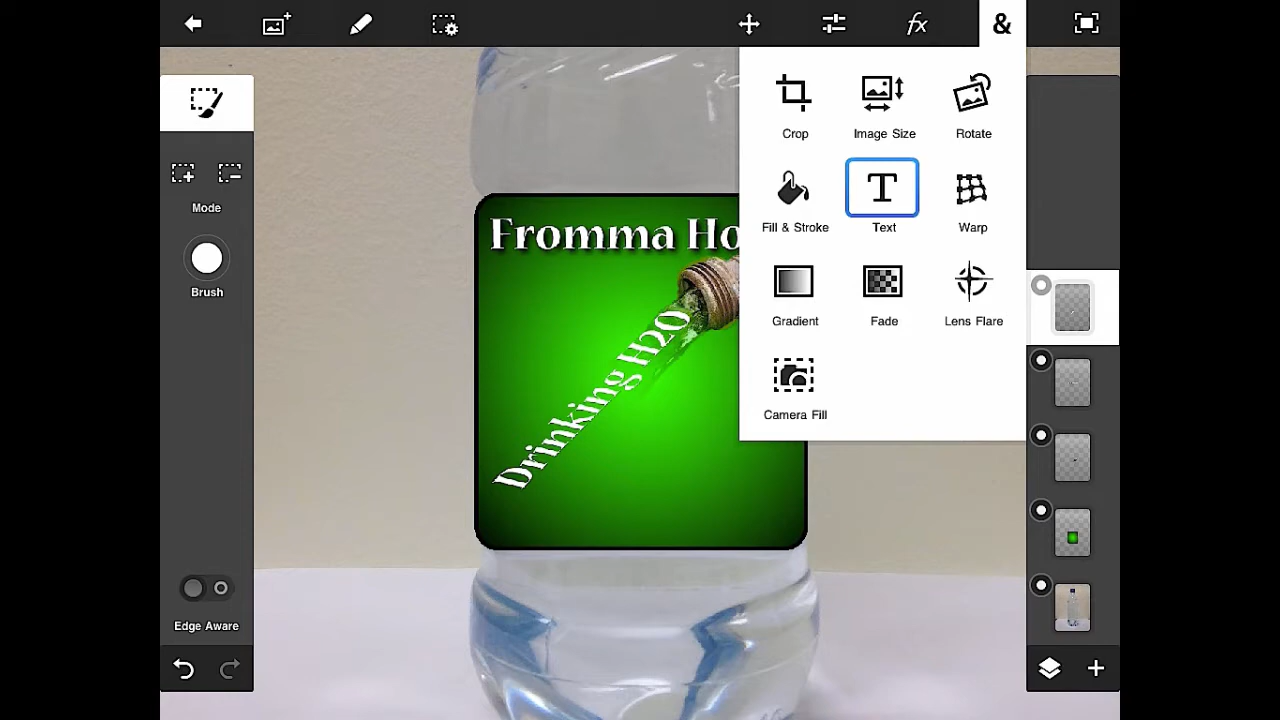 fx
&
Crop
Image Size
Rotate
Mode
Fill & Stroke
T
Text
Warp
Fromma Ho
Brush
Drinking H2O
Gradient
Fade
Lens Flare
Camera Fill
Edge Aware